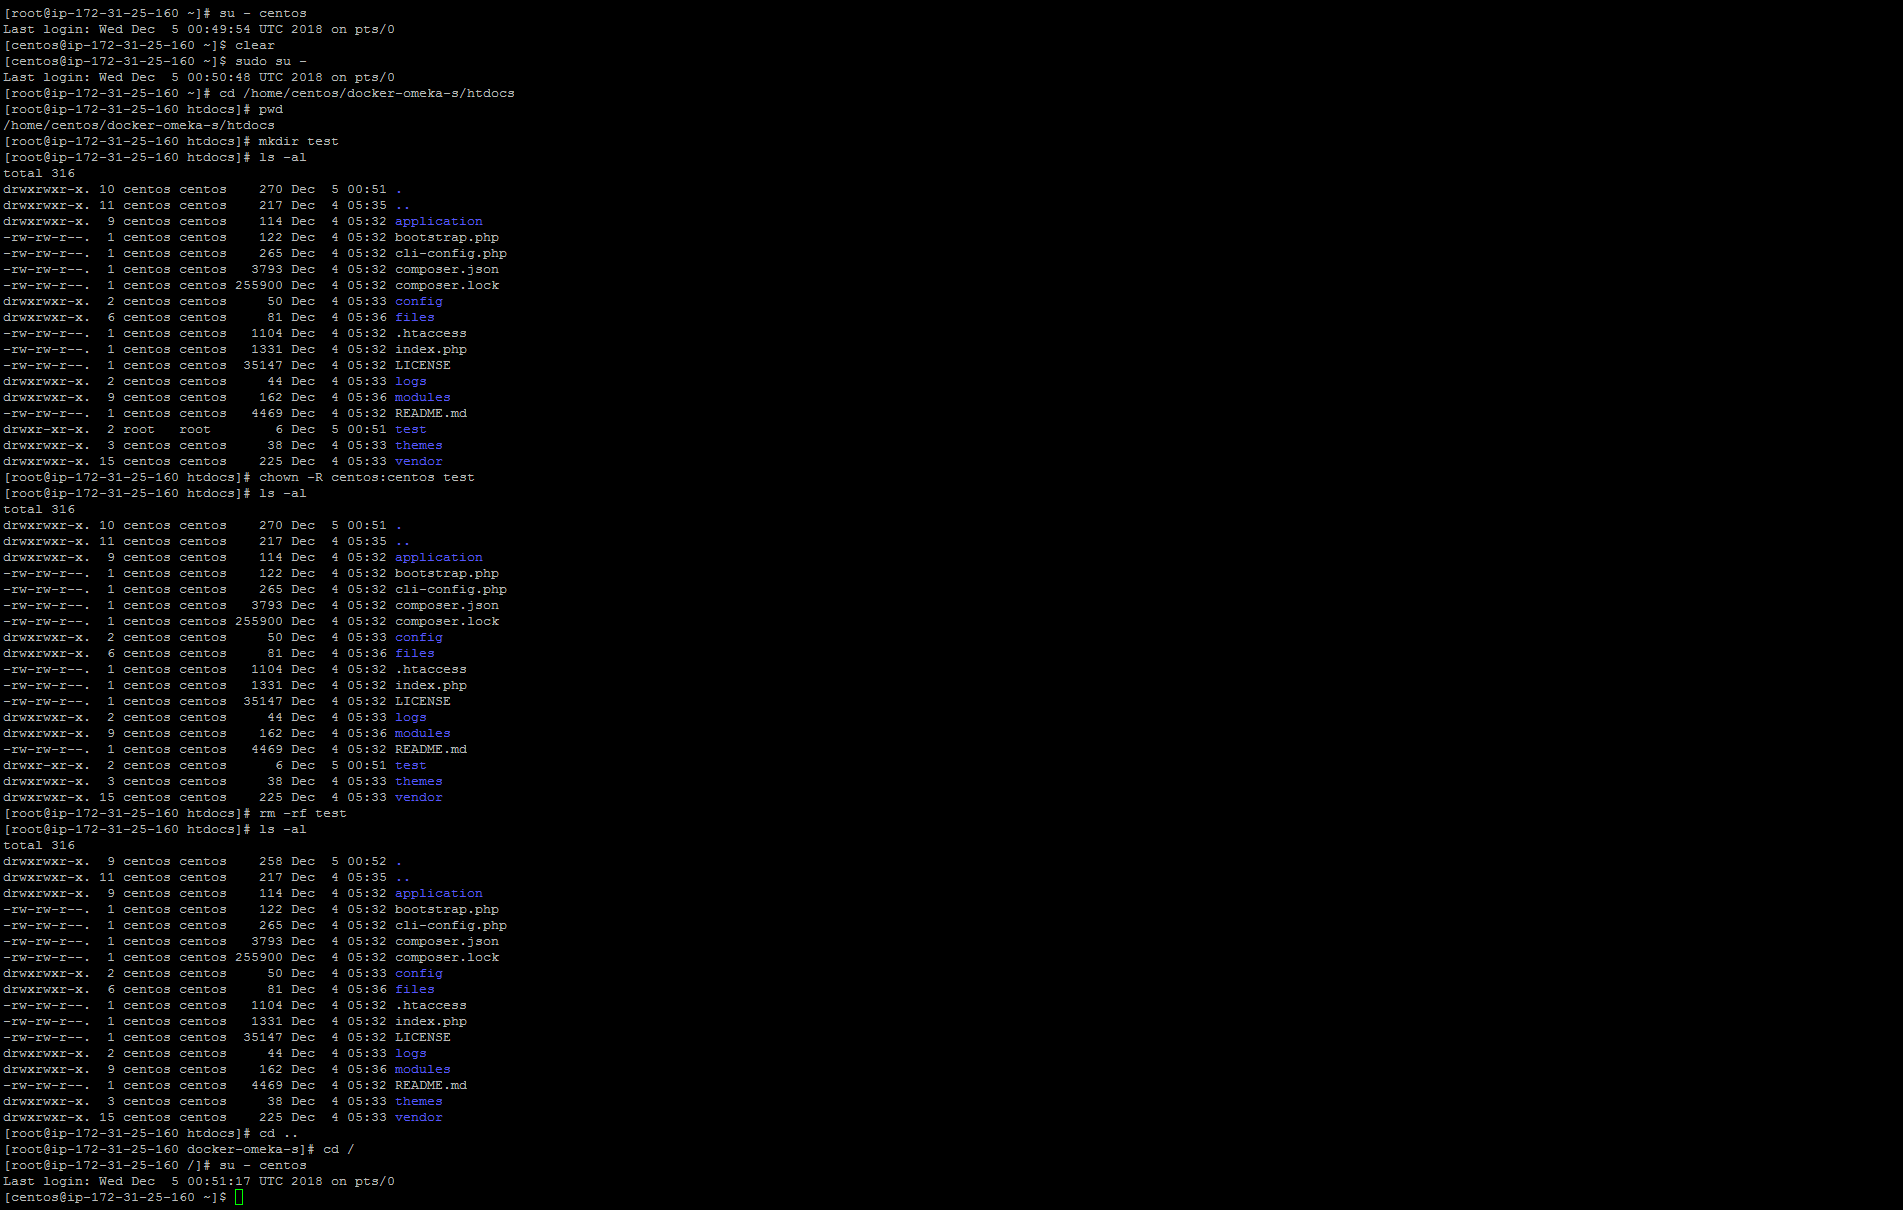 [root@ip-172-31-25-160 ~]# su - centos
Last login: Wed Dec  5 00:49:54 UTC 2018 on pts/0
[centos@ip-172-31-25-160 ~]$ clear
[centos@ip-172-31-25-160 ~]$ sudo su -
Last login: Wed Dec  5 00:50:48 UTC 2018 on pts/0
[root@ip-172-31-25-160 ~]# cd /home/centos/docker-omeka-s/htdocs
[root@ip-172-31-25-160 htdocs]# pwd
/home/centos/docker-omeka-s/htdocs
[root@ip-172-31-25-160 htdocs]# mkdir test
[root@ip-172-31-25-160 htdocs]# ls -al
total 316
drwxrwxr-x. 10 centos centos    270 Dec  5 00:51 .
drwxrwxr-x. 11 centos centos    217 Dec  4 05:35 ..
drwxrwxr-x.  9 centos centos    114 Dec  4 05:32 application
-rw-rw-r--.  1 centos centos    122 Dec  4 05:32 bootstrap.php
-rw-rw-r--.  1 centos centos    265 Dec  4 05:32 cli-config.php
-rw-rw-r--.  1 centos centos   3793 Dec  4 05:32 composer.json
-rw-rw-r--.  1 centos centos 255900 Dec  4 05:32 composer.lock
drwxrwxr-x.  2 centos centos     50 Dec  4 05:33 config
drwxrwxr-x.  6 centos centos     81 Dec  4 05:36 files
-rw-rw-r--.  1 centos centos   1104 Dec  4 05:32 .htaccess
-rw-rw-r--.  1 centos centos   1331 Dec  4 05:32 index.php
-rw-rw-r--.  1 centos centos  35147 Dec  4 05:32 LICENSE
drwxrwxr-x.  2 centos centos     44 Dec  4 05:33 logs
drwxrwxr-x.  9 centos centos    162 Dec  4 05:36 modules
-rw-rw-r--.  1 centos centos   4469 Dec  4 05:32 README.md
drwxr-xr-x.  2 root   root        6 Dec  5 00:51 test
drwxrwxr-x.  3 centos centos     38 Dec  4 05:33 themes
drwxrwxr-x. 15 centos centos    225 Dec  4 05:33 vendor
[root@ip-172-31-25-160 htdocs]# chown -R centos:centos test
[root@ip-172-31-25-160 htdocs]# ls -al
total 316
drwxrwxr-x. 10 centos centos    270 Dec  5 00:51 .
drwxrwxr-x. 11 centos centos    217 Dec  4 05:35 ..
drwxrwxr-x.  9 centos centos    114 Dec  4 05:32 application
-rw-rw-r--.  1 centos centos    122 Dec  4 05:32 bootstrap.php
-rw-rw-r--.  1 centos centos    265 Dec  4 05:32 cli-config.php
-rw-rw-r--.  1 centos centos   3793 Dec  4 05:32 composer.json
-rw-rw-r--.  1 centos centos 255900 Dec  4 05:32 composer.lock
drwxrwxr-x.  2 centos centos     50 Dec  4 05:33 config
drwxrwxr-x.  6 centos centos     81 Dec  4 05:36 files
-rw-rw-r--.  1 centos centos   1104 Dec  4 05:32 .htaccess
-rw-rw-r--.  1 centos centos   1331 Dec  4 05:32 index.php
-rw-rw-r--.  1 centos centos  35147 Dec  4 05:32 LICENSE
drwxrwxr-x.  2 centos centos     44 Dec  4 05:33 logs
drwxrwxr-x.  9 centos centos    162 Dec  4 05:36 modules
-rw-rw-r--.  1 centos centos   4469 Dec  4 05:32 README.md
drwxr-xr-x.  2 centos centos      6 Dec  5 00:51 test
drwxrwxr-x.  3 centos centos     38 Dec  4 05:33 themes
drwxrwxr-x. 15 centos centos    225 Dec  4 05:33 vendor
[root@ip-172-31-25-160 htdocs]# rm -rf test
[root@ip-172-31-25-160 htdocs]# ls -al
total 316
drwxrwxr-x.  9 centos centos    258 Dec  5 00:52 .
drwxrwxr-x. 11 centos centos    217 Dec  4 05:35 ..
drwxrwxr-x.  9 centos centos    114 Dec  4 05:32 application
-rw-rw-r--.  1 centos centos    122 Dec  4 05:32 bootstrap.php
-rw-rw-r--.  1 centos centos    265 Dec  4 05:32 cli-config.php
-rw-rw-r--.  1 centos centos   3793 Dec  4 05:32 composer.json
-rw-rw-r--.  1 centos centos 255900 Dec  4 05:32 composer.lock
drwxrwxr-x.  2 centos centos     50 Dec  4 05:33 config
drwxrwxr-x.  6 centos centos     81 Dec  4 05:36 files
-rw-rw-r--.  1 centos centos   1104 Dec  4 05:32 .htaccess
-rw-rw-r--.  1 centos centos   1331 Dec  4 05:32 index.php
-rw-rw-r--.  1 centos centos  35147 Dec  4 05:32 LICENSE
drwxrwxr-x.  2 centos centos     44 Dec  4 05:33 logs
drwxrwxr-x.  9 centos centos    162 Dec  4 05:36 modules
-rw-rw-r--.  1 centos centos   4469 Dec  4 05:32 README.md
drwxrwxr-x.  3 centos centos     38 Dec  4 05:33 themes
drwxrwxr-x. 15 centos centos    225 Dec  4 05:33 vendor
[root@ip-172-31-25-160 htdocs]# cd ..
[root@ip-172-31-25-160 docker-omeka-s]# cd /
[root@ip-172-31-25-160 /]# su - centos
Last login: Wed Dec  5 00:51:17 UTC 2018 on pts/0
[centos@ip-172-31-25-160 ~]$